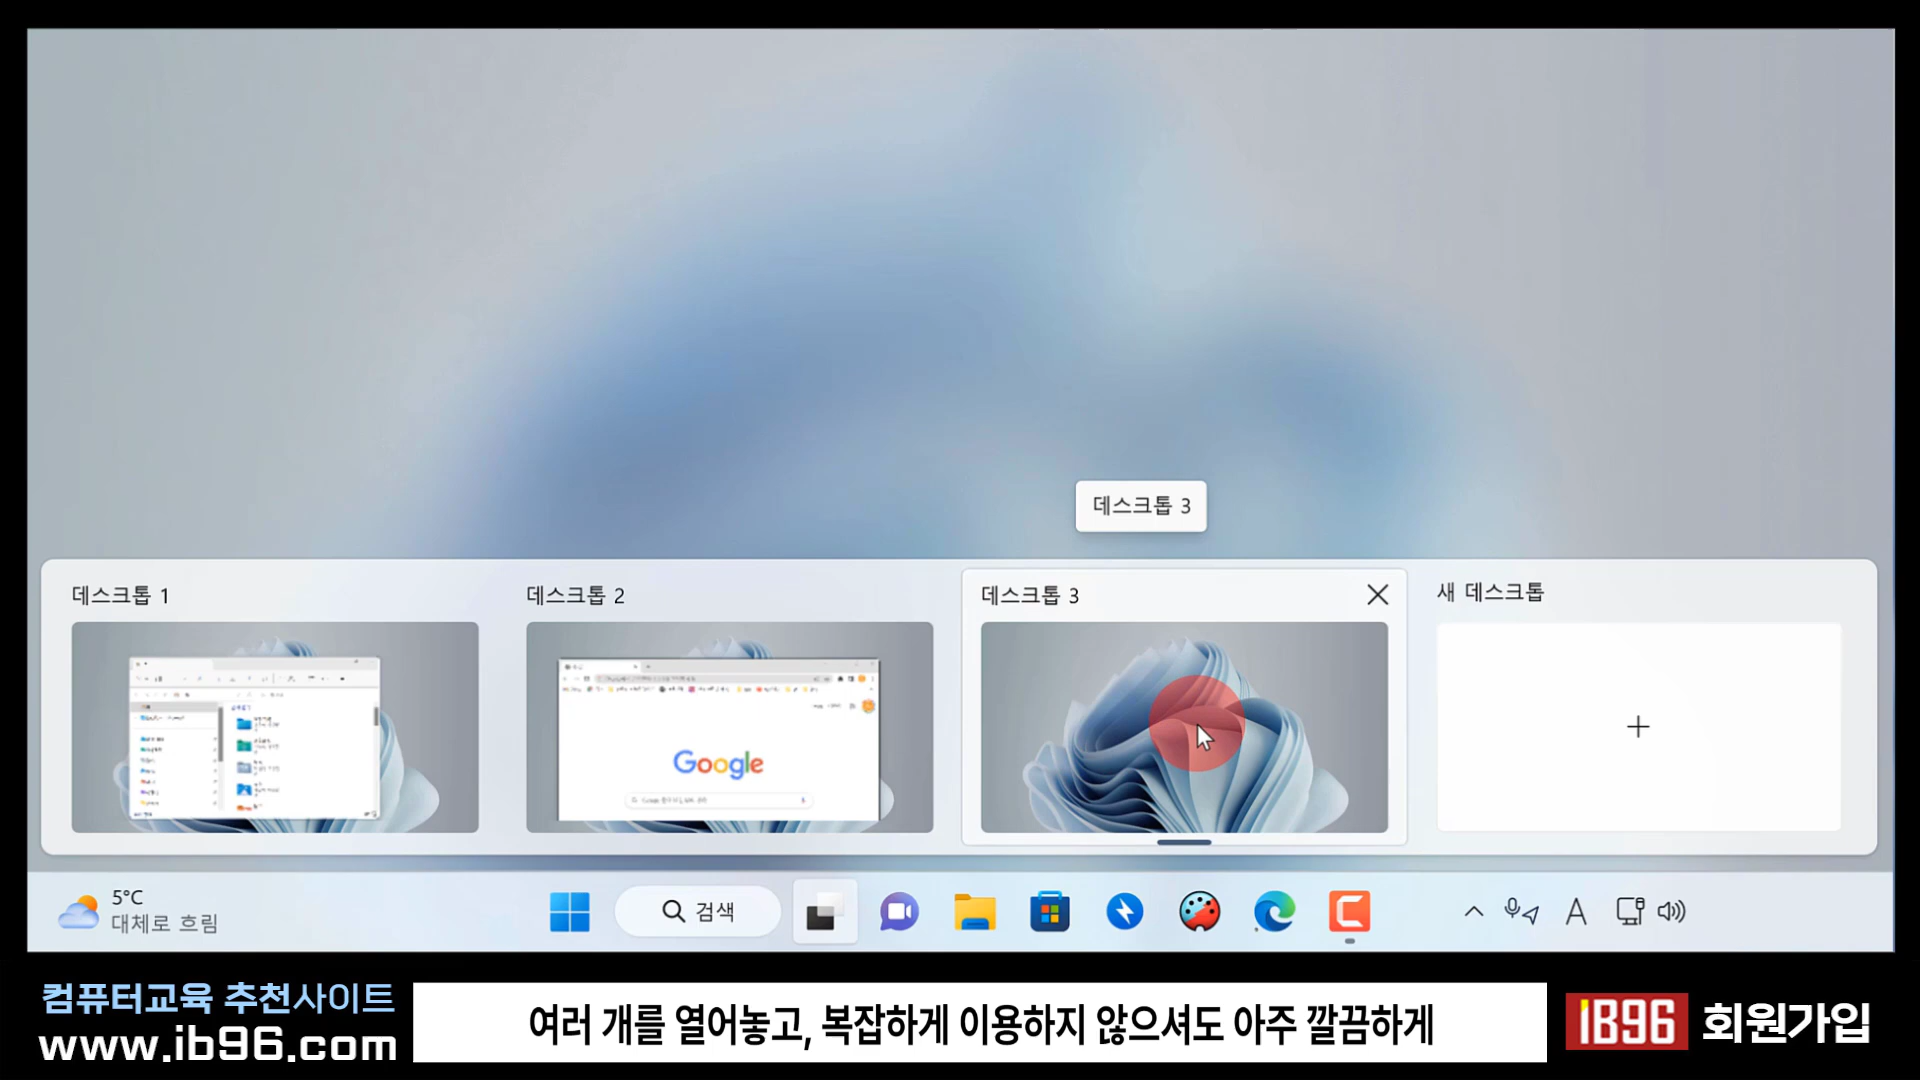 데스크톱 3
데스크톱 1
데스크톱 2
데스크톱 3
새 데스크톱
Google
5°C
대체로 흐림
검색
A
컴퓨터교육 추천사이트
www.ib96.com
여러 개를 열어놓고, 복잡하게 이용하지 않으셔도 아주 깔끔하게
IB96 회원가입